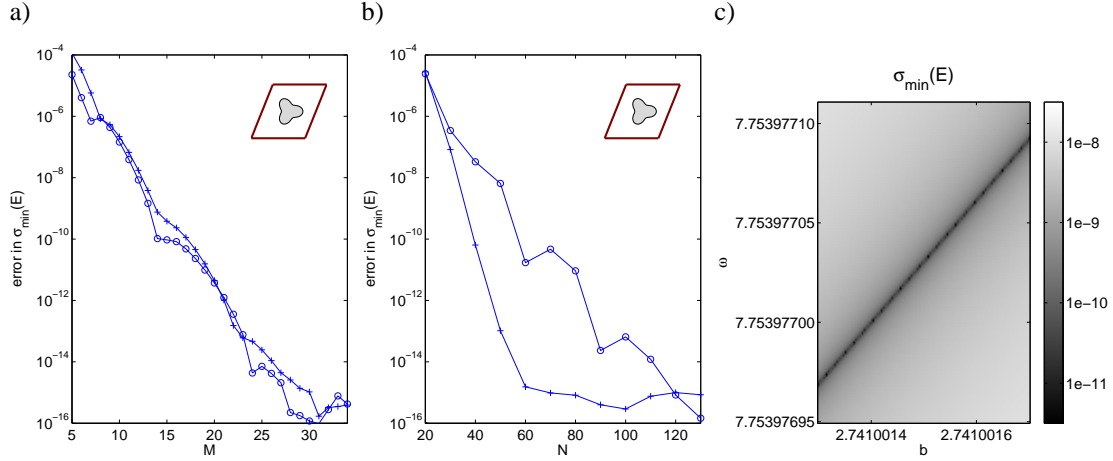 a)
b)
c)
10^-4
10^-6
10^-8
10^-10
10^-12
10^-14
10^-16
error in σ_min(E)
5
10
15
20
25
30
M
10^-4
10^-6
10^-8
10^-10
10^-12
10^-14
10^-16
error in σ_min(E)
20
40
60
80
100
120
N
σ_min(E)
7.75397710
7.75397705
7.75397700
7.75397695
ω
2.7410014
2.7410016
b
1e-8
1e-9
1e-10
1e-11